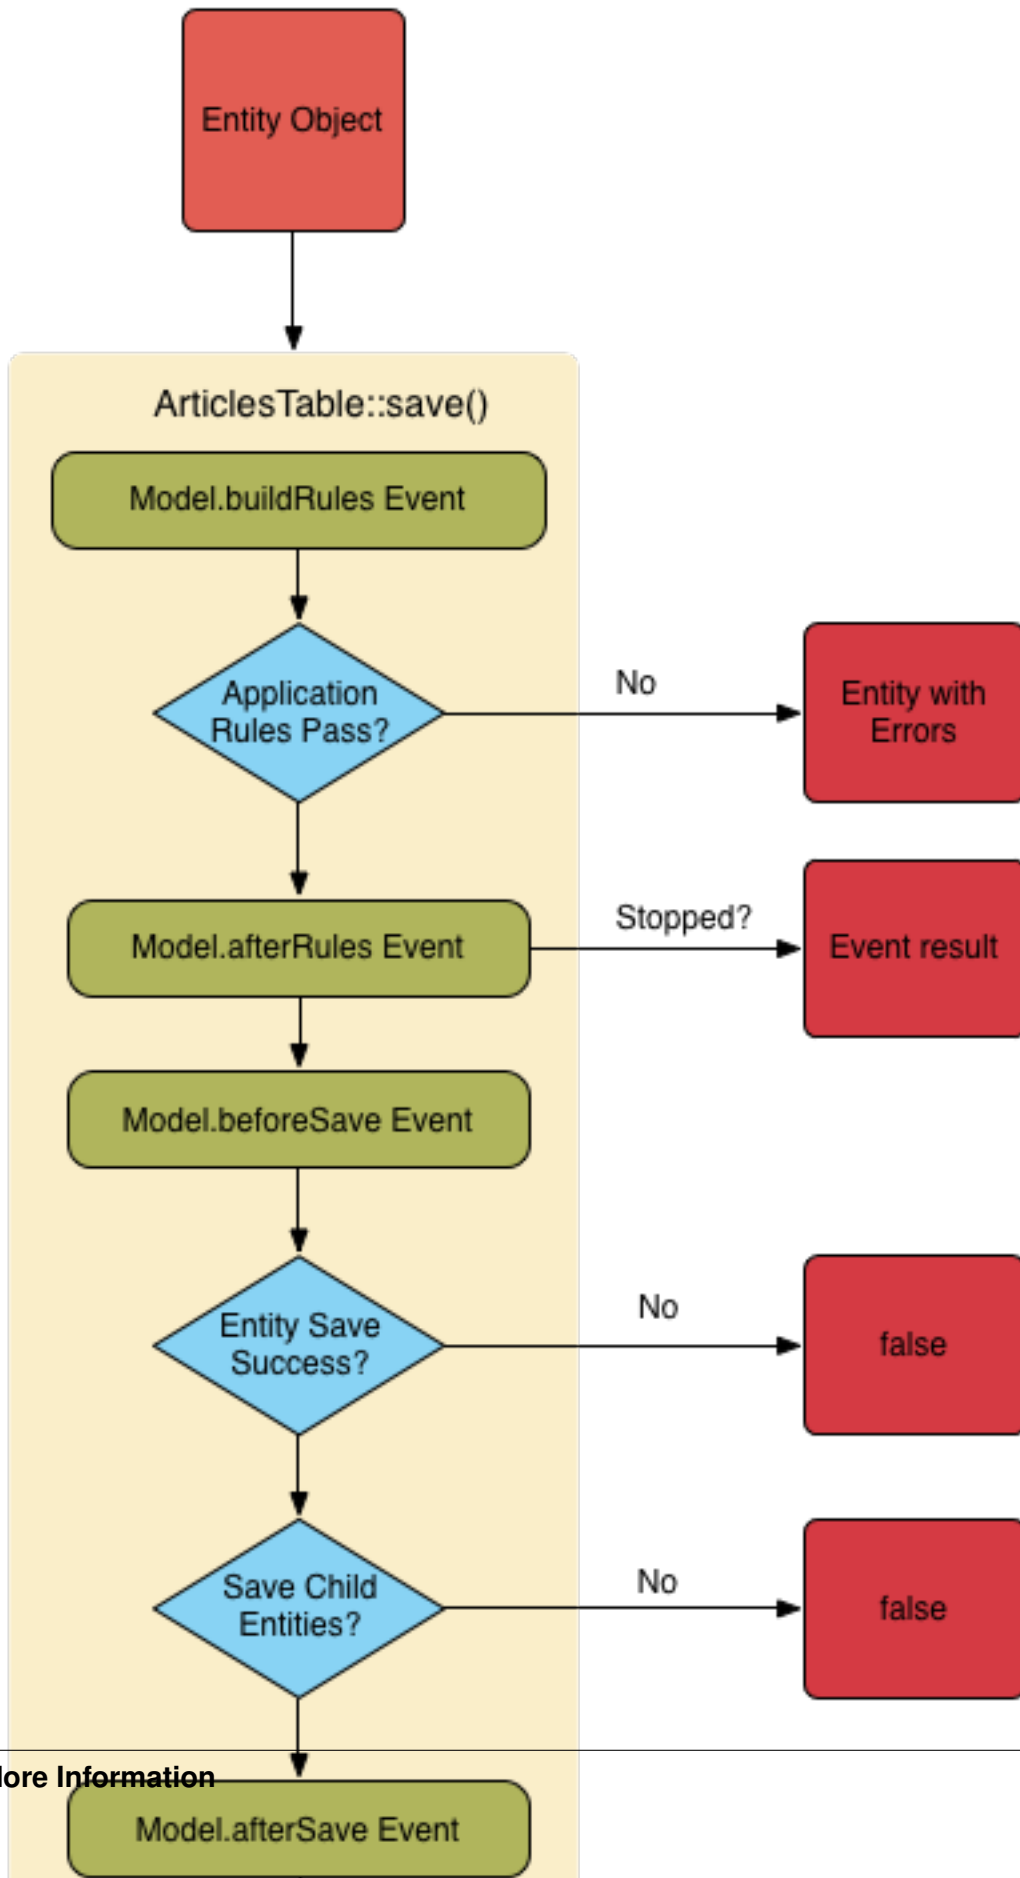 Entity Object
ArticlesTable::save()
Model.buildRules Event
Application
Rules Pass?
No
Entity with
Errors
Model.afterRules Event
Stopped?
Event result
Model.beforeSave Event
Entity Save
Success?
No
false
Save Child
Entities?
No
false
ore Information
Model.afterSave Event